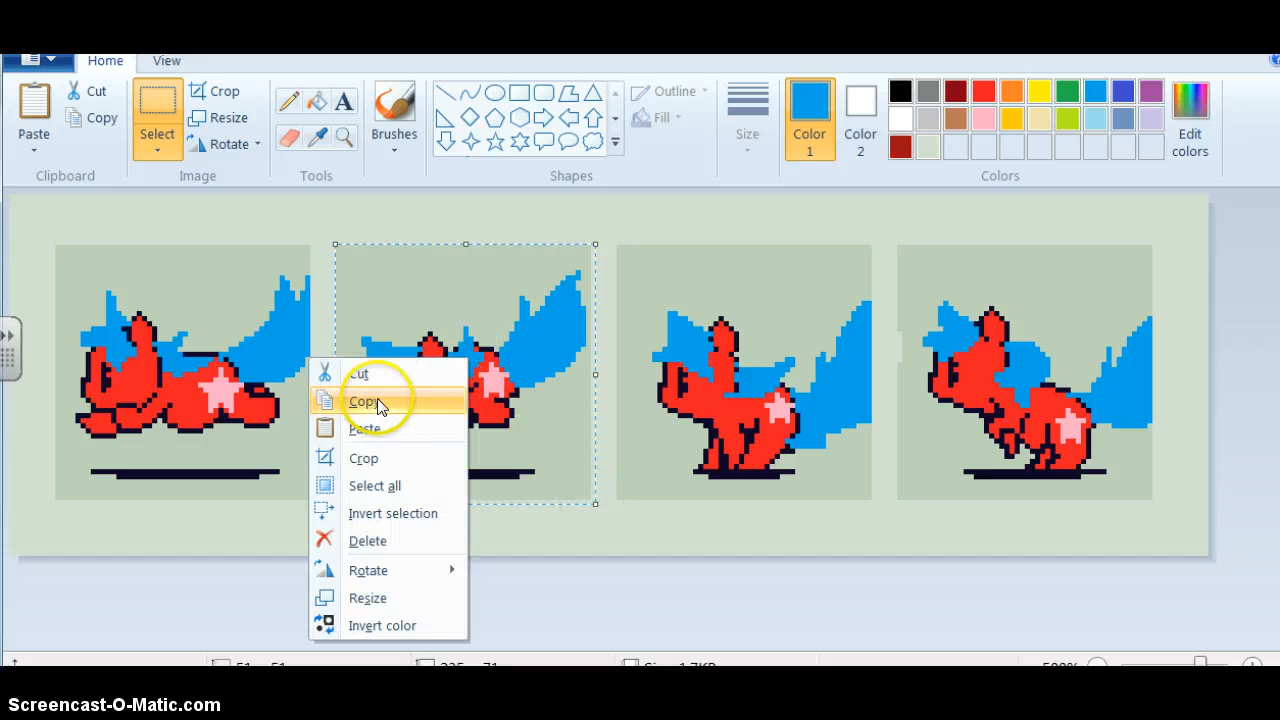 Home View
Paste
Cut
Copy
Select
Crop
Resize
Rotate
A
Brushes
Outline
Fill
Size
Color
1
Color
2
Edit
colors
Clipboard Image Tools Shapes Colors
Cut
Copy
Paste
Crop
Select all
Invert selection
Delete
Rotate
Resize
Invert color
Screencast-O-Matic.com